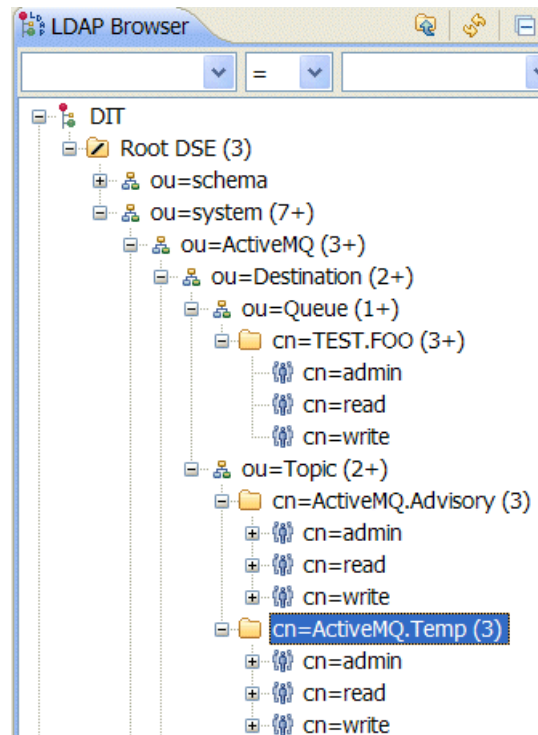 LDAP Browser
=
DIT
Root DSE (3)
ou=schema
ou=system (7+)
ou=ActiveMQ (3+)
ou=Destination (2+)
ou=Queue (1+)
cn=TEST.FOO (3+)
cn=admin
cn=read
cn=write
ou=Topic (2+)
cn=ActiveMQ.Advisory (3)
cn=admin
cn=read
cn=write
cn=ActiveMQ.Temp (3)
cn=admin
cn=read
cn=write